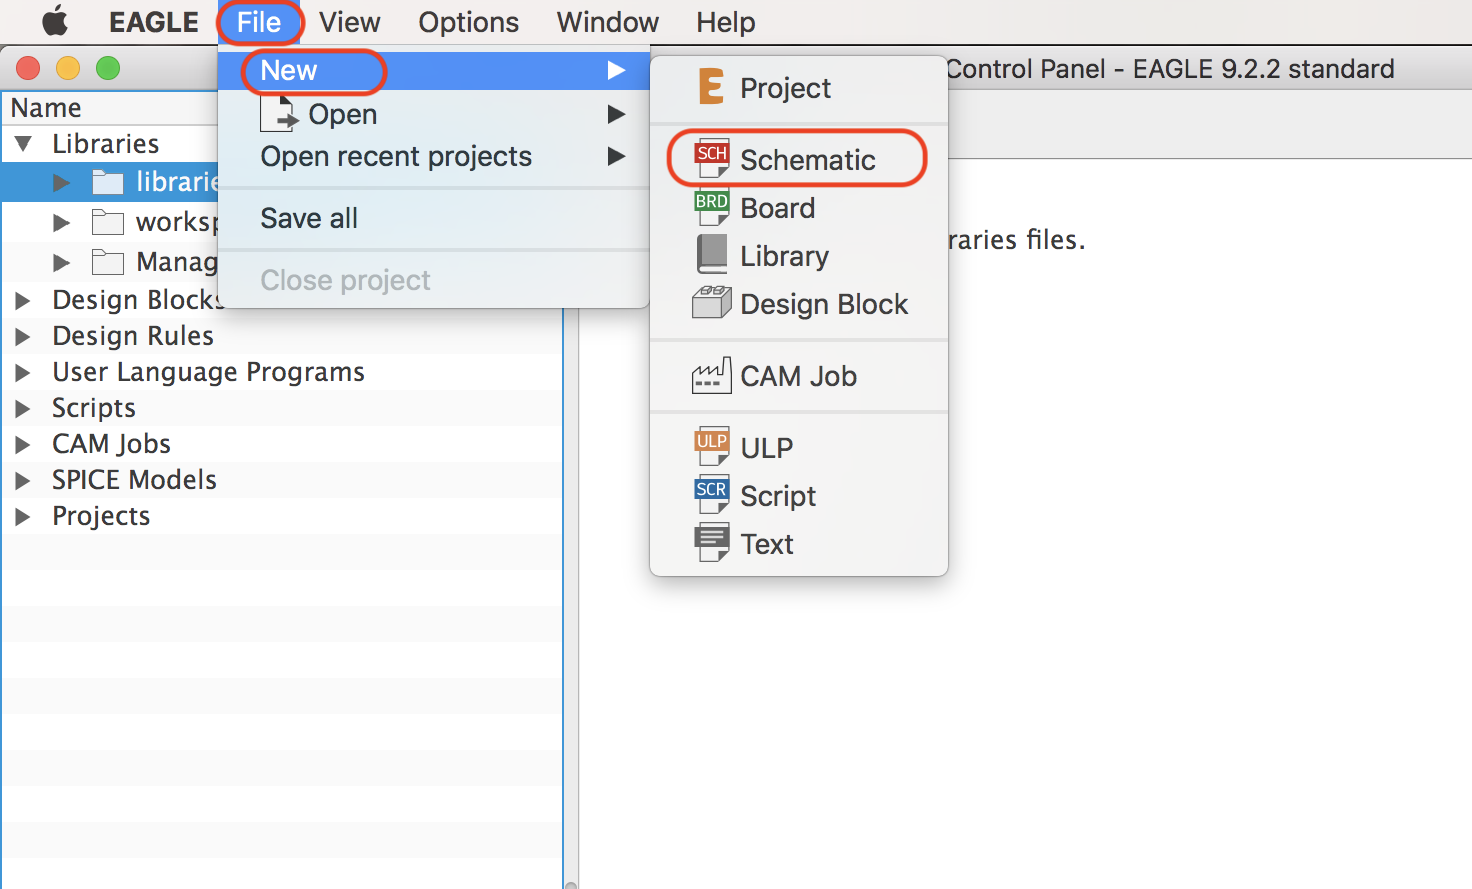 EAGLE File View Options Window Help
Control Panel - EAGLE 9.2.2 standard
New
Open
Open recent projects
Save all
Close project
Project
SCH Schematic
BRD Board
Library
Design Block
CAM Job
ULP ULP
SCR Script
Text
Name
Libraries
librarie
worksp
Manag
Design Blocks
Design Rules
User Language Programs
Scripts
CAM Jobs
SPICE Models
Projects
raries files.